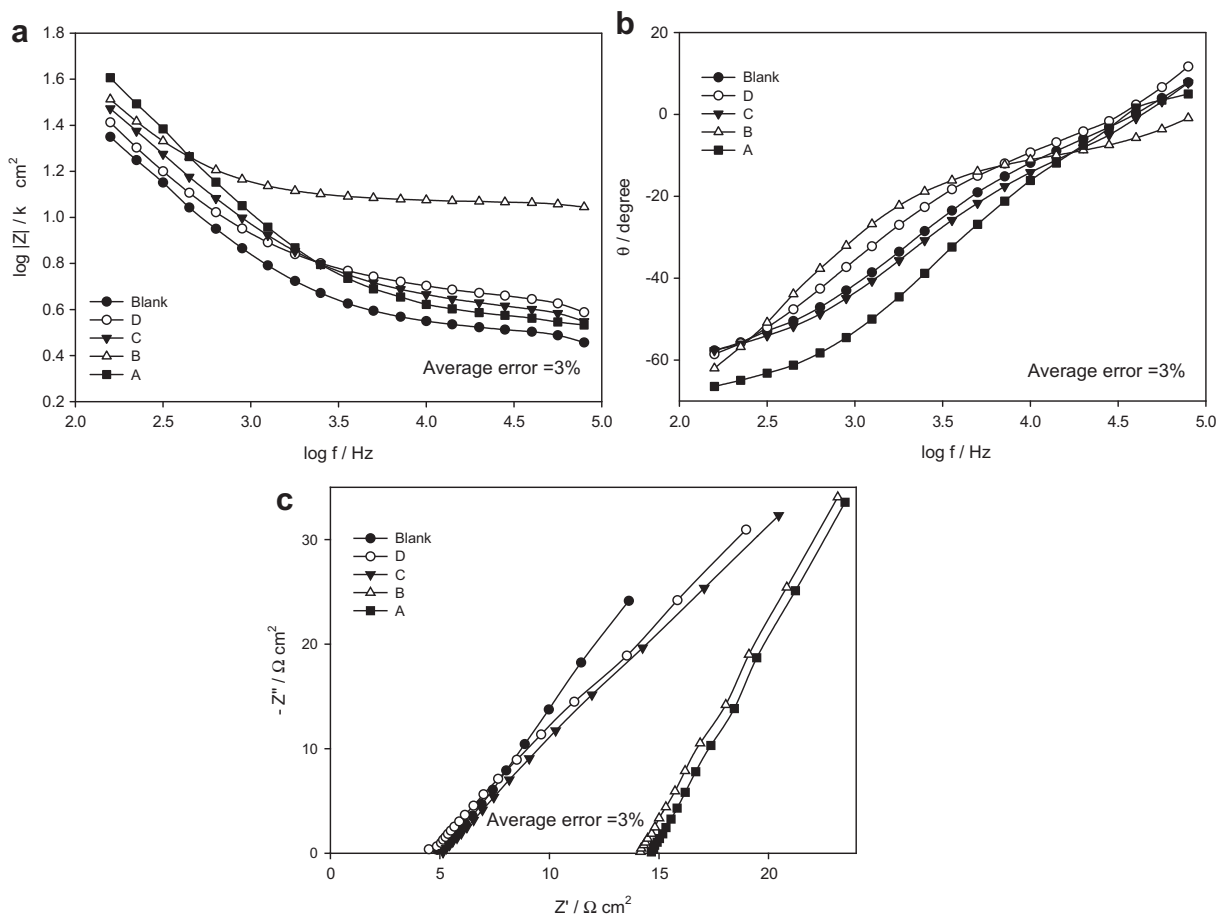 a
log |Z| / k cm2
1.8
1.6
1.4
1.2
1.0
0.8
0.6
0.4
0.2
2.0 2.5 3.0 3.5 4.0 4.5 5.0
log f / Hz
Blank
D
C
B
A
Average error =3%
b
θ / degree
20
0
-20
-40
-60
2.0 2.5 3.0 3.5 4.0 4.5 5.0
log f / Hz
Blank
D
C
B
A
Average error =3%
c
- Z" / Ω cm2
30
20
10
0
0 5 10 15 20
Z' / Ω cm2
Blank
D
C
B
A
Average error =3%